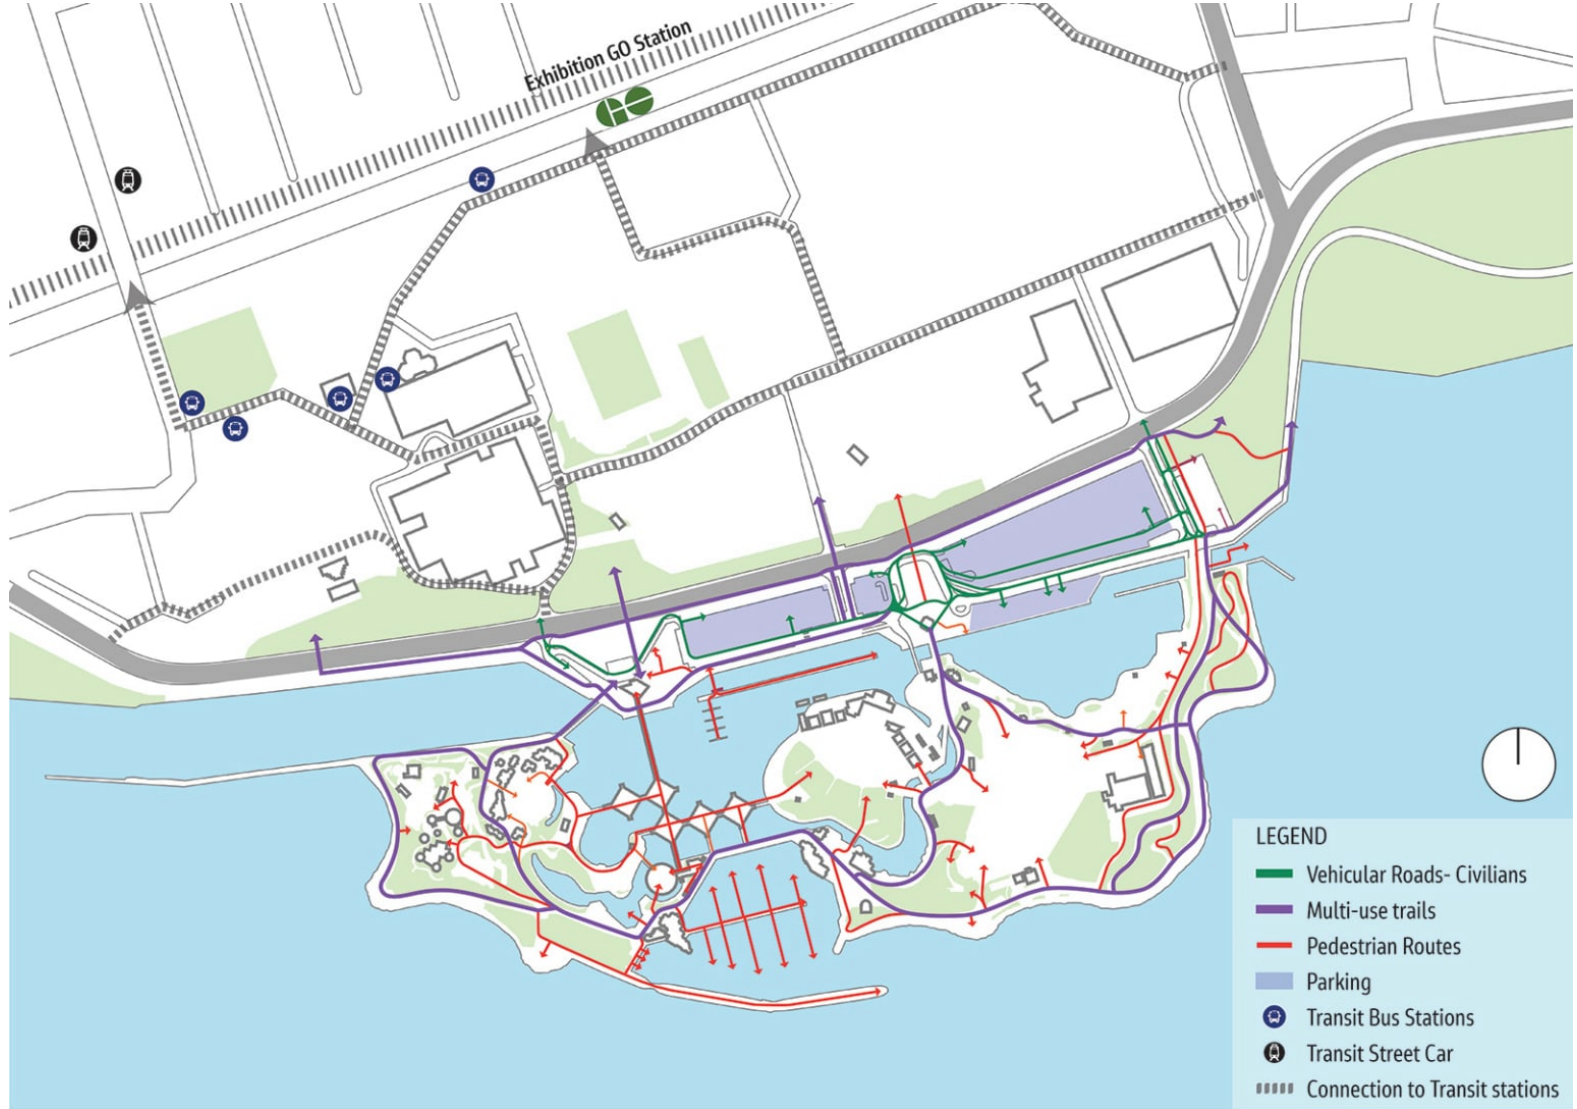 Exhibition GO Station
LEGEND
Vehicular Roads- Civilians
Multi-use trails
Pedestrian Routes
Parking
Transit Bus Stations
Transit Street Car
Connection to Transit stations